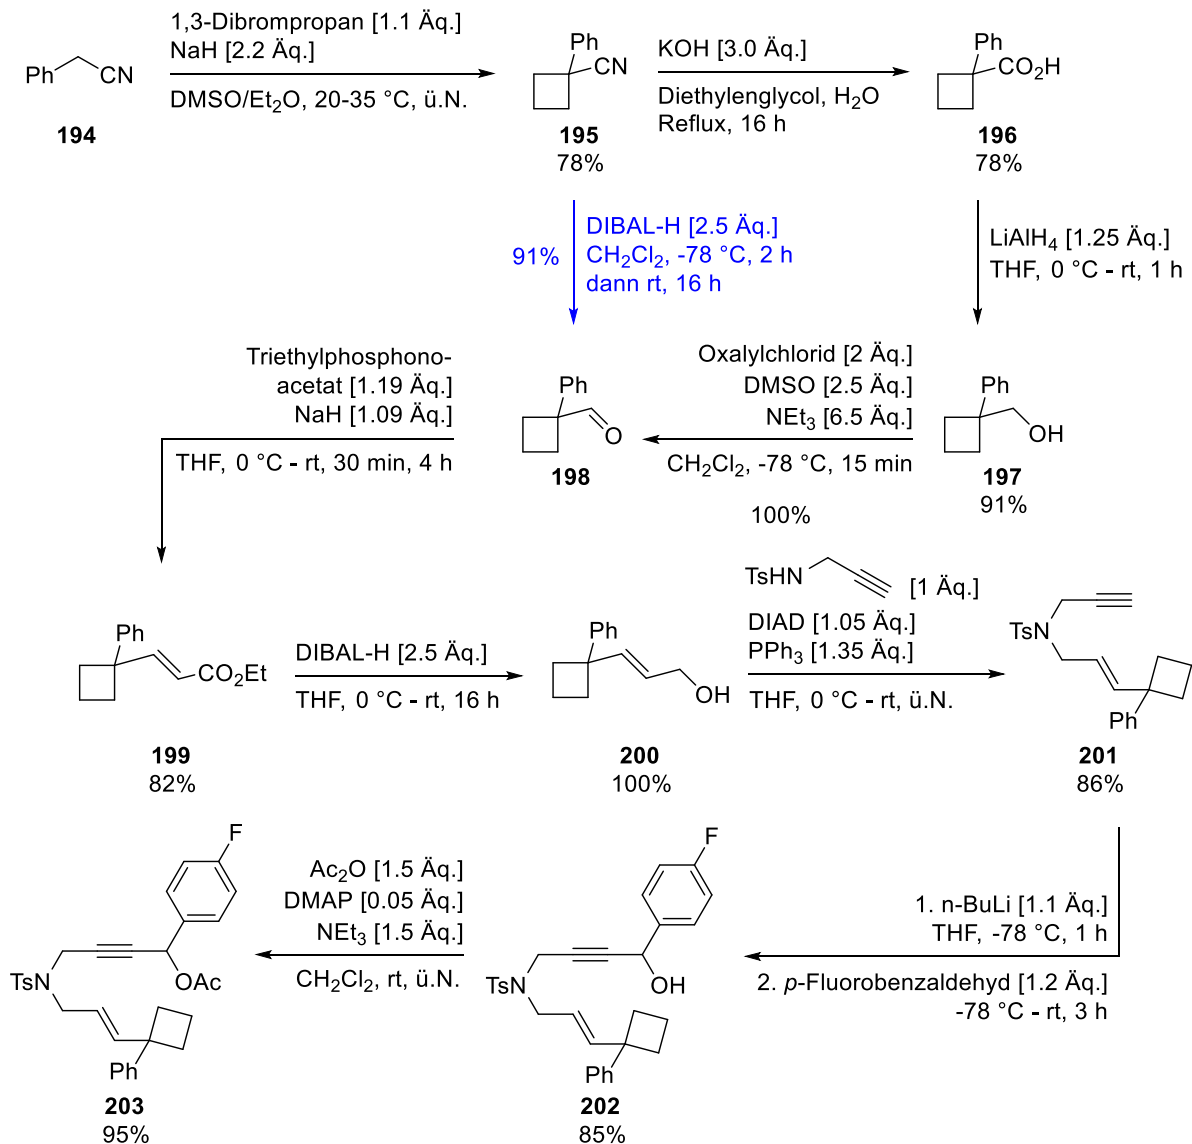 Ph
CN
194
1,3-Dibrompropan [1.1 Äq.]
NaH [2.2 Äq.]
DMSO/Et₂O, 20-35 °C, ü.N.
Ph
CN
195
78%
KOH [3.0 Äq.]
Diethylenglycol, H₂O
Reflux, 16 h
Ph
CO₂H
196
78%
91%
DIBAL-H [2.5 Äq.]
CH₂Cl₂, -78 °C, 2 h
dann rt, 16 h
LiAlH₄ [1.25 Äq.]
THF, 0 °C - rt, 1 h
Triethylphosphono-
acetat [1.19 Äq.]
NaH [1.09 Äq.]
THF, 0 °C - rt, 30 min, 4 h
Ph
O
198
Oxalylchlorid [2 Äq.]
DMSO [2.5 Äq.]
NEt₃ [6.5 Äq.]
CH₂Cl₂, -78 °C, 15 min
100%
Ph
OH
197
91%
Ph
CO₂Et
199
82%
DIBAL-H [2.5 Äq.]
THF, 0 °C - rt, 16 h
Ph
OH
200
100%
TsHN
[1 Äq.]
DIAD [1.05 Äq.]
PPh₃ [1.35 Äq.]
THF, 0 °C - rt, ü.N.
Ts
N
Ph
201
86%
1. n-BuLi [1.1 Äq.]
THF, -78 °C, 1 h
2. p-Fluorobenzaldehyd [1.2 Äq.]
-78 °C - rt, 3 h
F
OH
Ts
N
Ph
202
85%
Ac₂O [1.5 Äq.]
DMAP [0.05 Äq.]
NEt₃ [1.5 Äq.]
CH₂Cl₂, rt, ü.N.
F
OAc
Ts
N
Ph
203
95%